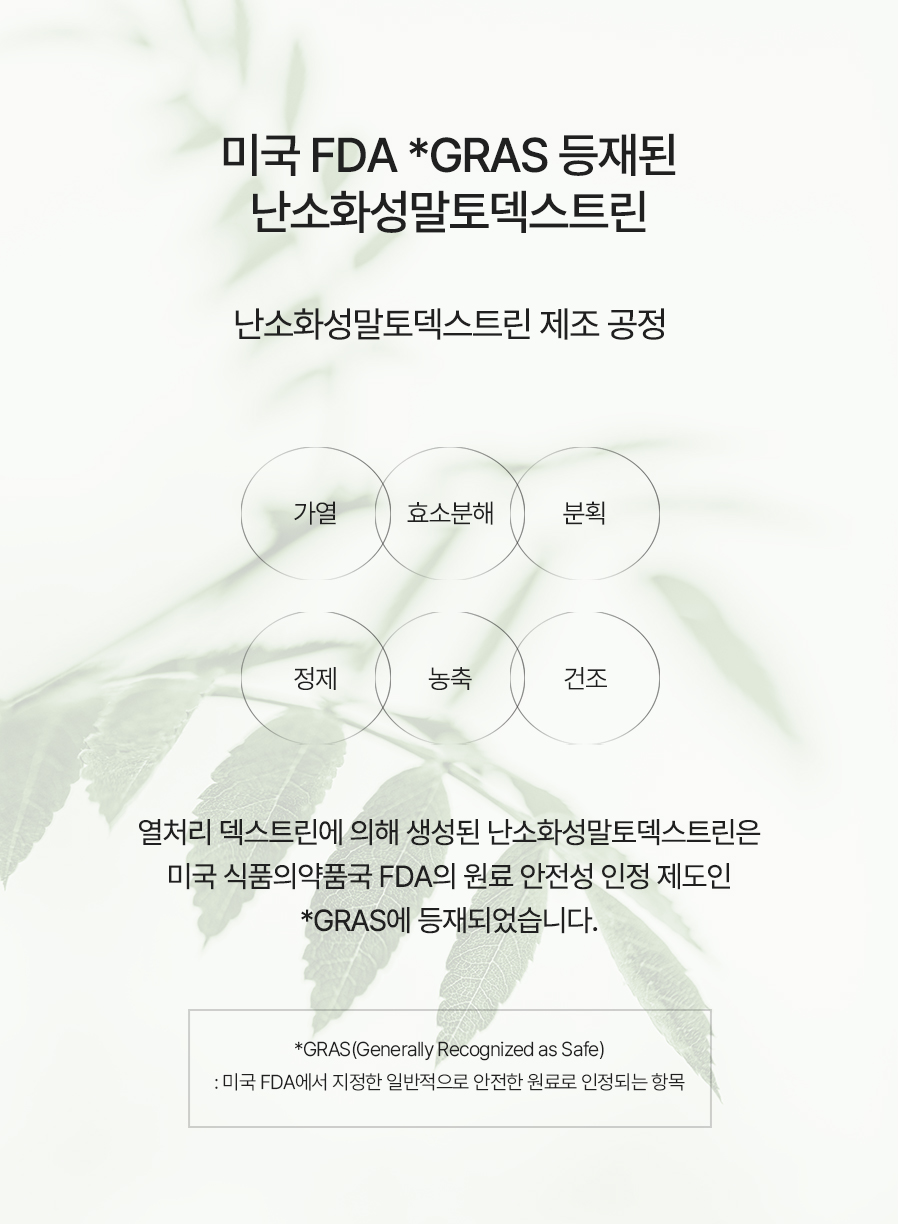 미국 FDA *GRAS 등재된
난소화성말토덱스트린
난소화성말토덱스트린 제조 공정
가열 효소분해 분획
정제 농축 건조
열처리 덱스트린에 의해 생성된 난소화성말토덱스트린은
미국 식품의약품국 FDA의 원료 안전성 인정 제도인
*GRAS에 등재되었습니다.
*GRAS(Generally Recognized as Safe)
: 미국 FDA에서 지정한 일반적으로 안전한 원료로 인정되는 항목